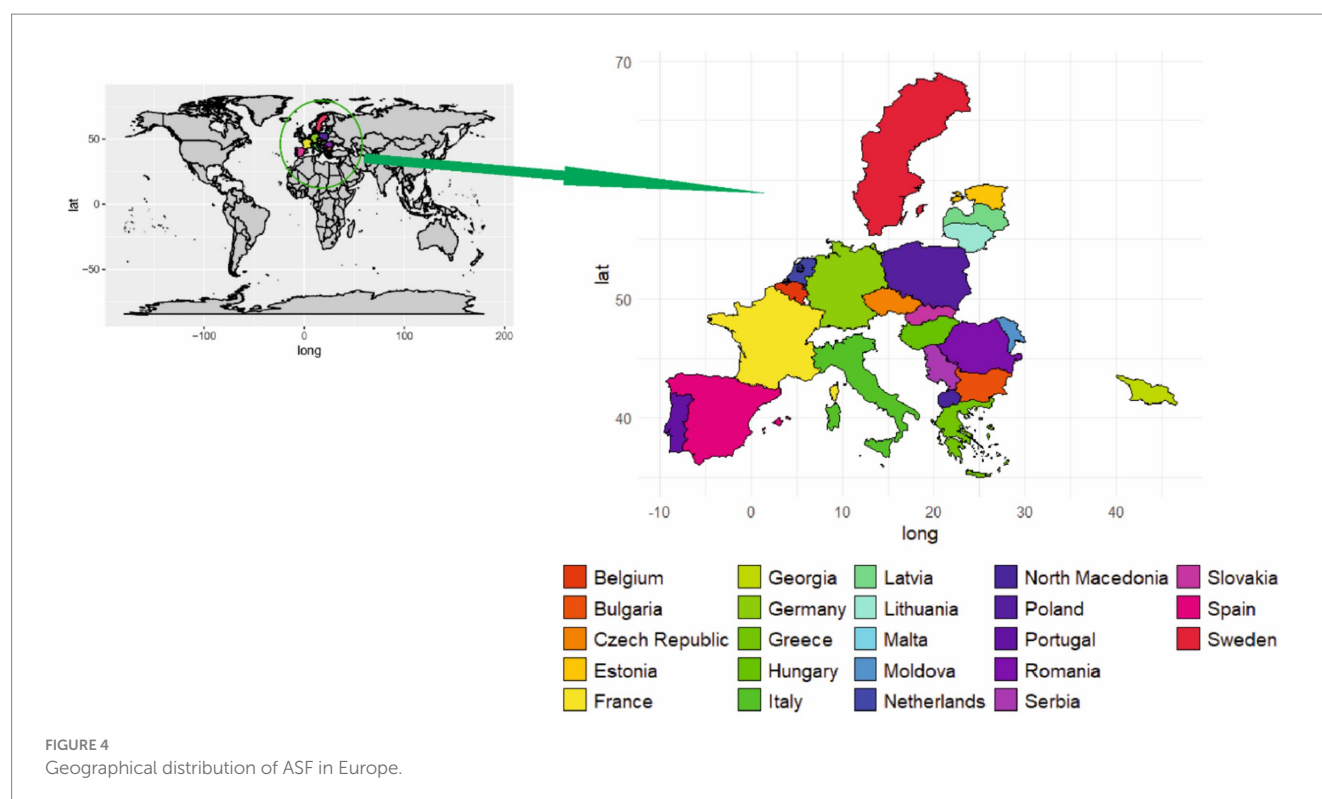 50
0
−50
lat
−100
0
100
200
long
70
50
40
lat
-10
0
10
20
30
40
long
Belgium
Bulgaria
Czech Republic
Estonia
France
Georgia
Germany
Greece
Hungary
Italy
Latvia
Lithuania
Malta
Moldova
Netherlands
North Macedonia
Poland
Portugal
Romania
Serbia
Slovakia
Spain
Sweden
FIGURE 4
Geographical distribution of ASF in Europe.